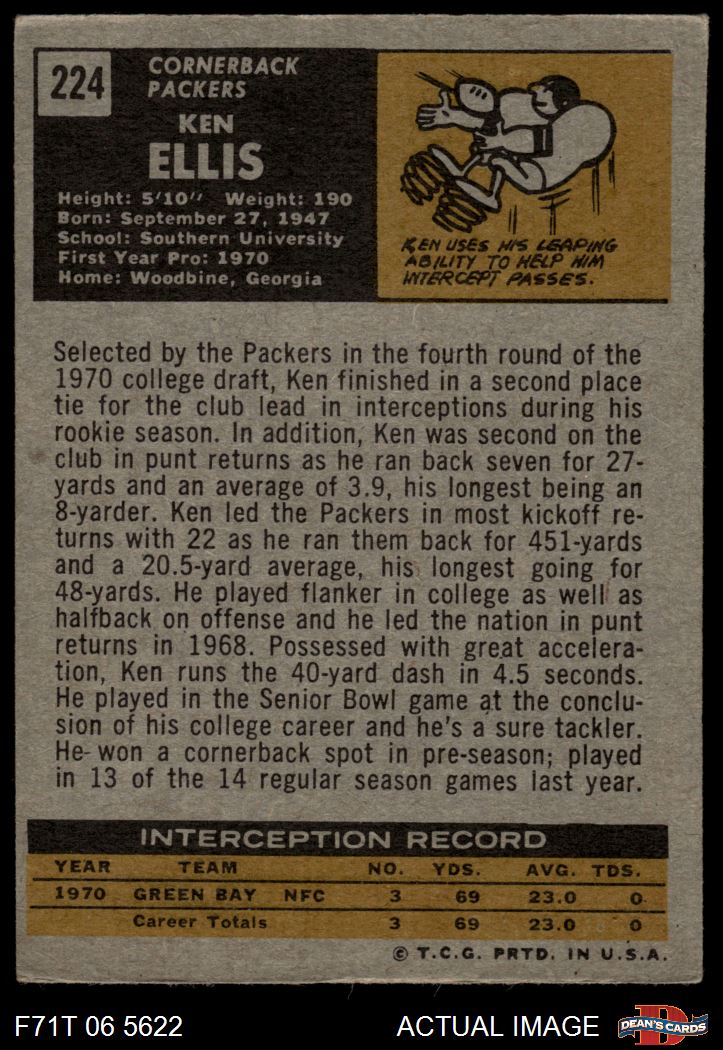 224
CORNERBACK
PACKERS
KEN
ELLIS
Height: 5'10" Weight: 190
Born: September 27, 1947
School: Southern University
First Year Pro: 1970
Home: Woodbine, Georgia
KEN USES HIS LEAPING
ABILITY TO HELP HIM
INTERCEPT PASSES.
Selected by the Packers in the fourth round of the
1970 college draft, Ken finished in a second place
tie for the club lead in interceptions during his
rookie season. In addition, Ken was second on the
club in punt returns as he ran back seven for 27-
yards and an average of 3.9, his longest being an
8-yarder. Ken led the Packers in most kickoff re-
turns with 22 as he ran them back for 451-yards
and a 20.5-yard average, his longest going for
48-yards. He played flanker in college as well as
halfback on offense and he led the nation in punt
returns in 1968. Possessed with great accelera-
tion, Ken runs the 40-yard dash in 4.5 seconds.
He played in the Senior Bowl game at the conclu-
sion of his college career and he's a sure tackler.
He won a cornerback spot in pre-season; played
in 13 of the 14 regular season games last year.
INTERCEPTION RECORD
YEAR TEAM NO. YDS. AVG. TDS.
1970 GREEN BAY NFC 3 69 23.0 0
Career Totals 3 69 23.0 0
© T.C.G. PRTD. IN U.S.A.
F71T 06 5622 ACTUAL IMAGE D DEAN'S CARDS